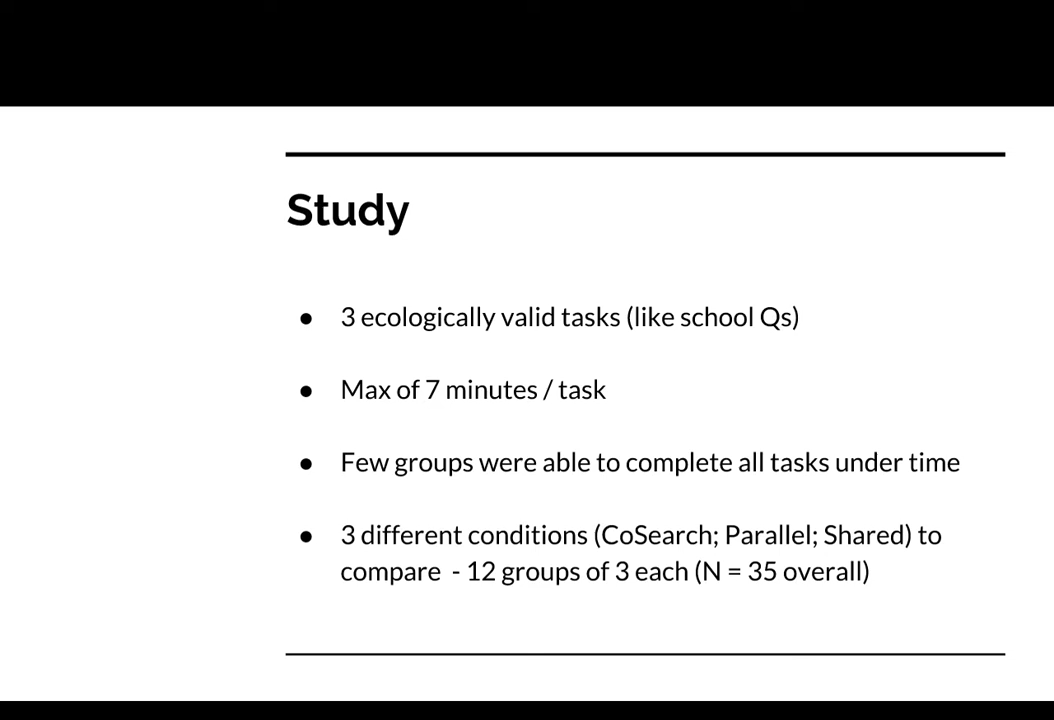 Study
● 3 ecologically valid tasks (like school Qs)
● Max of 7 minutes / task
● Few groups were able to complete all tasks under time
● 3 different conditions (CoSearch; Parallel; Shared) to
compare - 12 groups of 3 each (N = 35 overall)